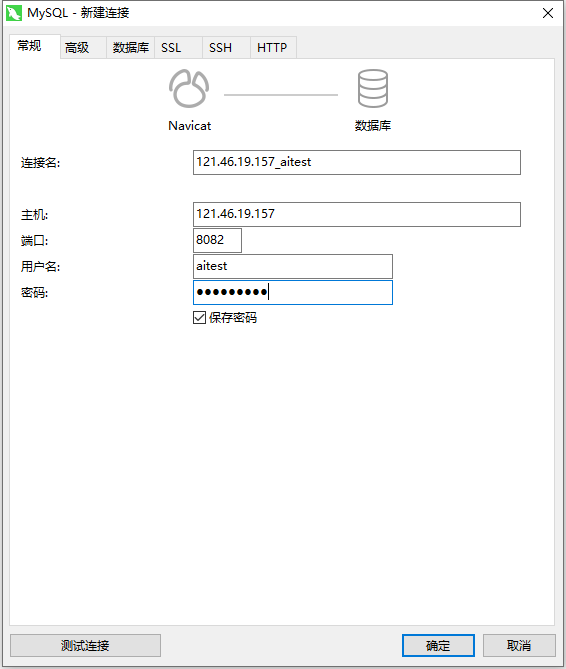 MySQL - 新建连接
常规 高级 数据库 SSL SSH HTTP
Navicat 数据库
连接名: 121.46.19.157_aitest
主机: 121.46.19.157
端口: 8082
用户名: aitest
密码: ●●●●●●●●●
保存密码
测试连接 确定 取消